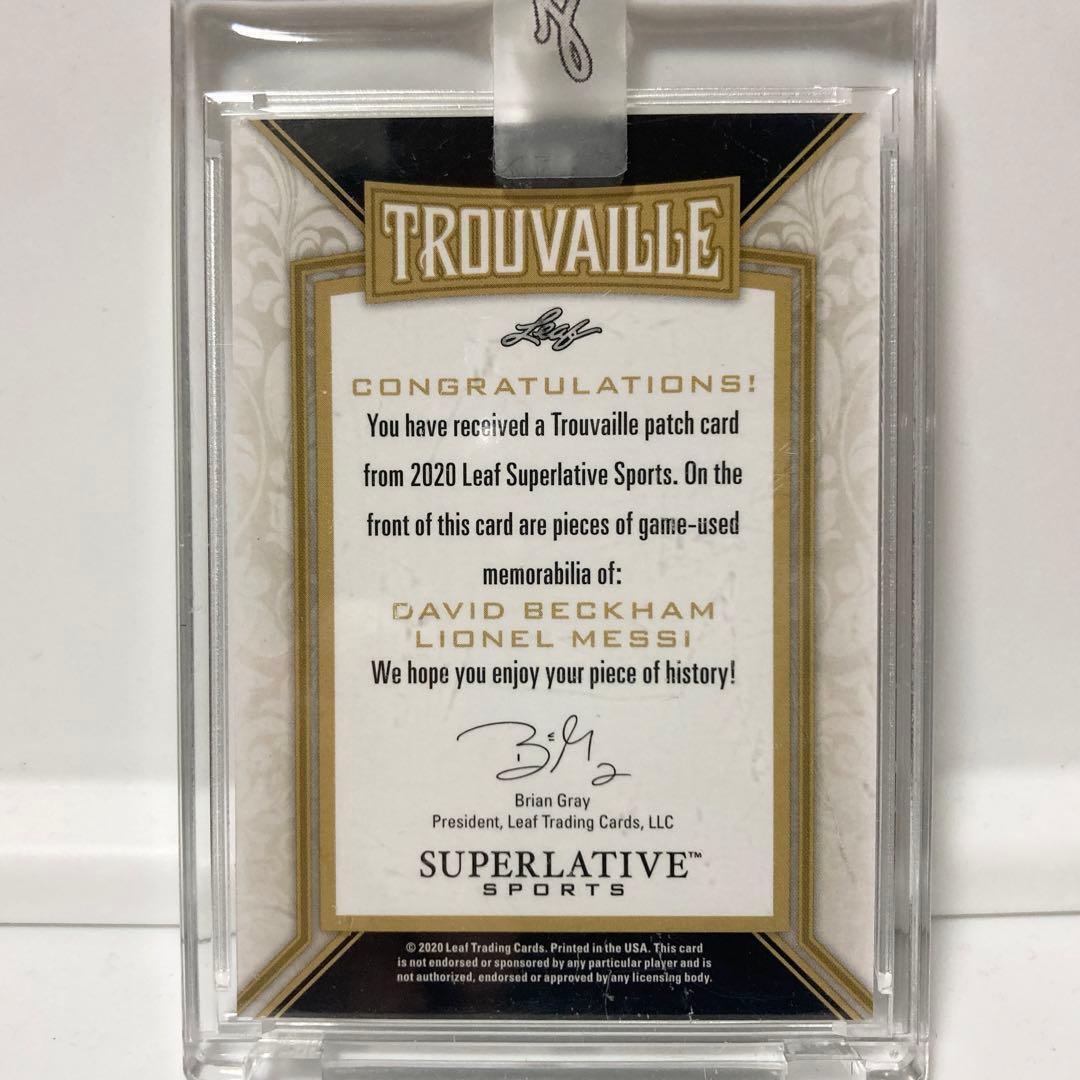 TROUVAILLE
Leaf
CONGRATULATIONS!
You have received a Trouvaille patch card
from 2020 Leaf Superlative Sports. On the
front of this card are pieces of game-used
memorabilia of:
DAVID BECKHAM
LIONEL MESSI
We hope you enjoy your piece of history!
Brian Gray
President, Leaf Trading Cards, LLC
SUPERLATIVE™
SPORTS
© 2020 Leaf Trading Cards. Printed in the USA. This card
is not endorsed or sponsored by any particular player and is
not authorized, endorsed or approved by any licensing body.